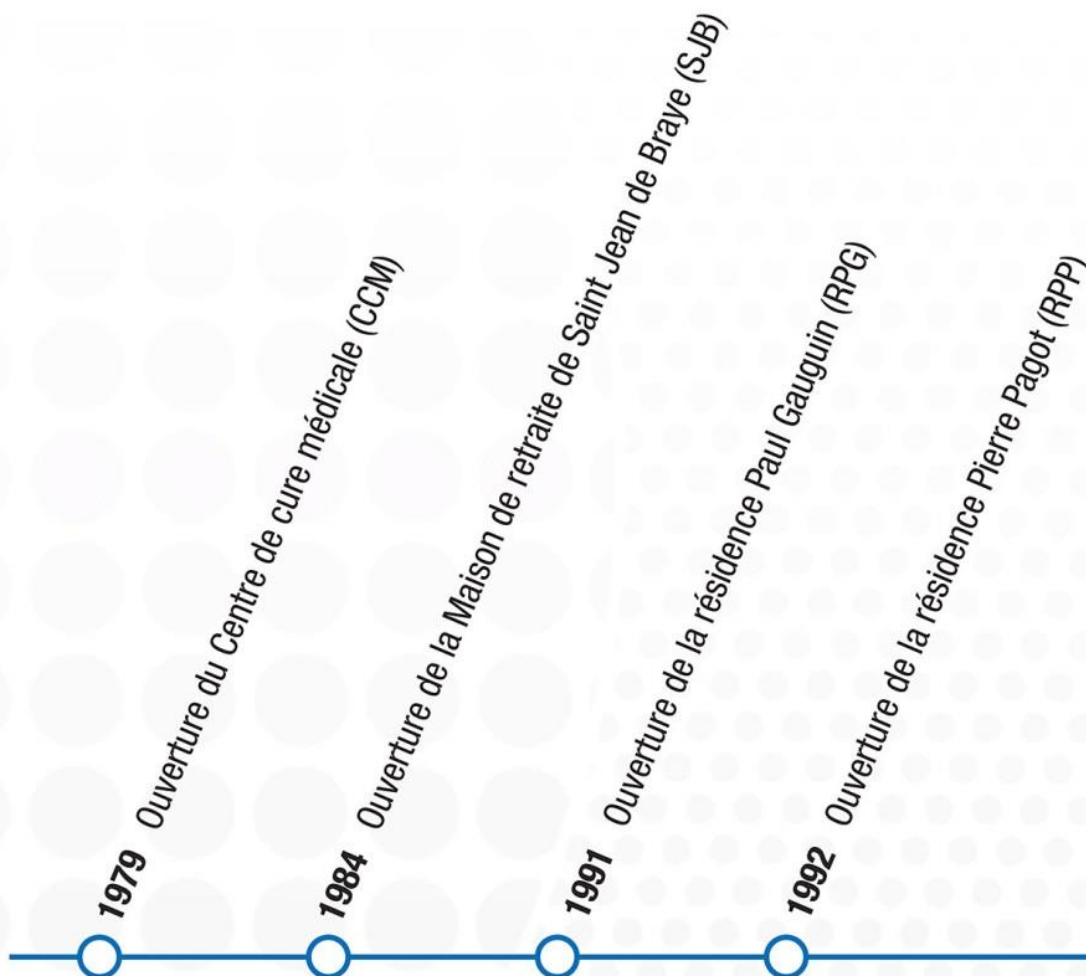 1979 Ouverture du Centre de cure médicale (CCM)
1984 Ouverture de la Maison de retraite de Saint Jean de Braye (SJB)
1991 Ouverture de la résidence Paul Gauguin (RPG)
1992 Ouverture de la résidence Pierre Pagot (RPP)